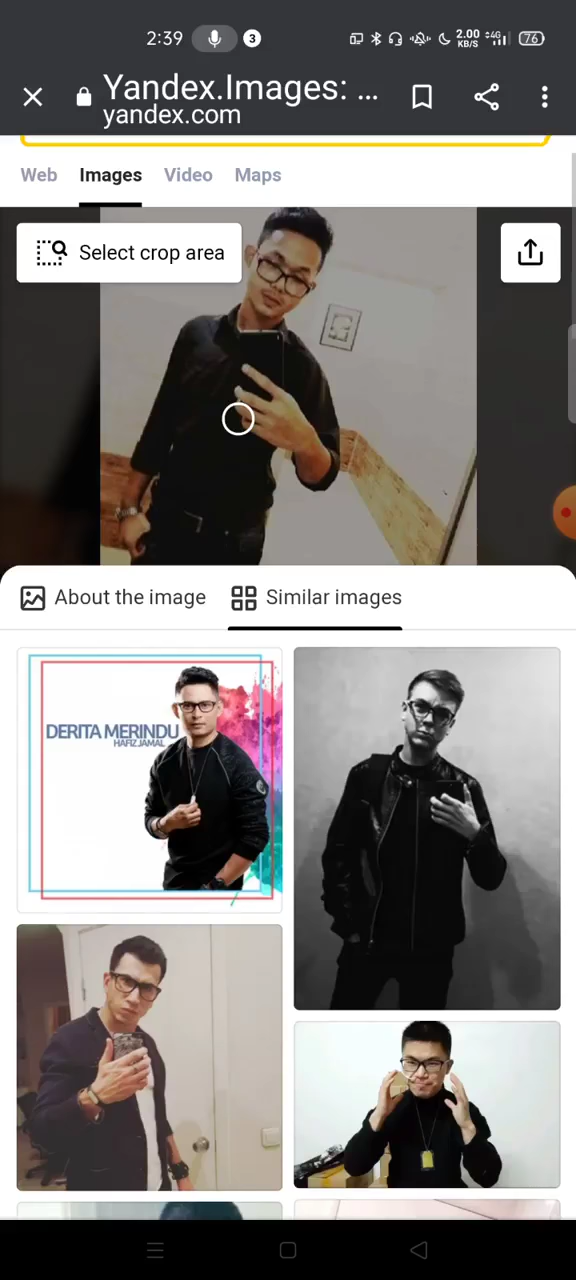 2:39
3
2.00
KB/S
4G
76
Yandex.Images: ...
yandex.com
Web Images Video Maps
Select crop area
About the image Similar images
DERITA MERINDU
HAFIZ JAMAL